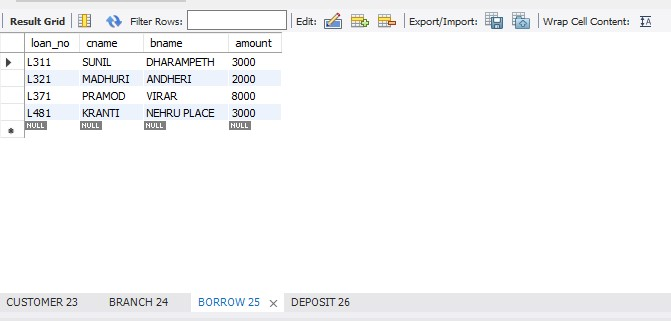 Result Grid Filter Rows: Edit: Export/Import: Wrap Cell Content: IA
loan_no cname bname amount
L311 SUNIL DHARAMPETH 3000
L321 MADHURI ANDHERI 2000
L371 PRAMOD VIRAR 8000
L481 KRANTI NEHRU PLACE 3000
NULL NULL NULL NULL
CUSTOMER 23 BRANCH 24 BORROW 25 × DEPOSIT 26